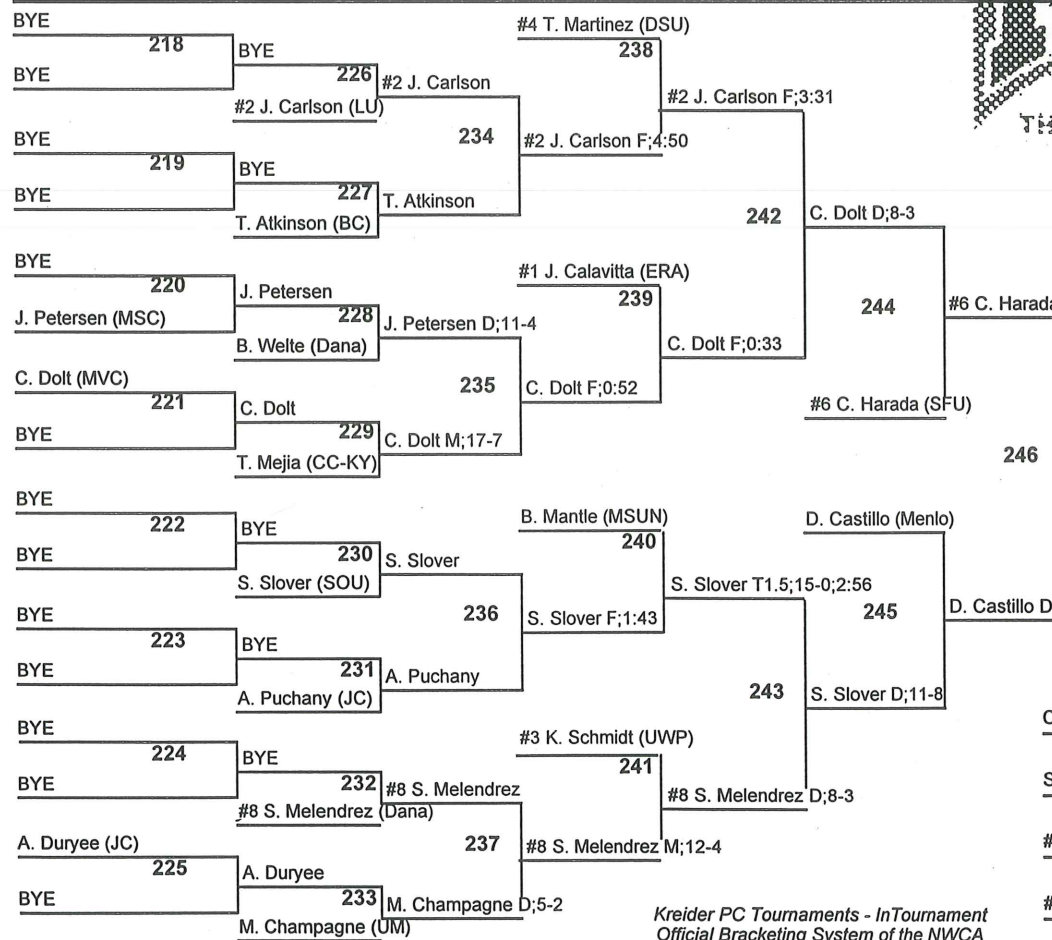 BYE
218
BYE
BYE
226
#2 J. Carlson (LU)
#2 J. Carlson
BYE
219
BYE
BYE
227
T. Atkinson (BC)
T. Atkinson
234
#2 J. Carlson F;4:50
#4 T. Martinez (DSU)
238
#2 J. Carlson F;3:31
BYE
220
J. Petersen (MSC)
J. Petersen
228
B. Welte (Dana)
J. Petersen D;11-4
C. Dolt (MVC)
221
BYE
C. Dolt
229
T. Mejia (CC-KY)
C. Dolt M;17-7
235
C. Dolt F;0:52
#1 J. Calavitta (ERA)
239
C. Dolt F;0:33
242
C. Dolt D;8-3
244
#6 C. Harada (SFU)
#6 C. Harada
246
BYE
222
BYE
BYE
230
S. Slover (SOU)
S. Slover
BYE
223
BYE
BYE
231
A. Puchany (JC)
A. Puchany
236
S. Slover F;1:43
B. Mantle (MSUN)
240
S. Slover T1.5;15-0;2:56
BYE
224
BYE
BYE
232
#8 S. Melendrez (Dana)
#8 S. Melendrez
A. Duryee (JC)
225
BYE
A. Duryee
233
M. Champagne (UM)
M. Champagne D;5-2
237
#8 S. Melendrez M;12-4
#3 K. Schmidt (UWP)
241
#8 S. Melendrez D;8-3
243
S. Slover D;11-8
D. Castillo (Menlo)
245
D. Castillo D
C
S
#
#
Kreider PC Tournaments - InTournament
Official Bracketing System of the NWCA